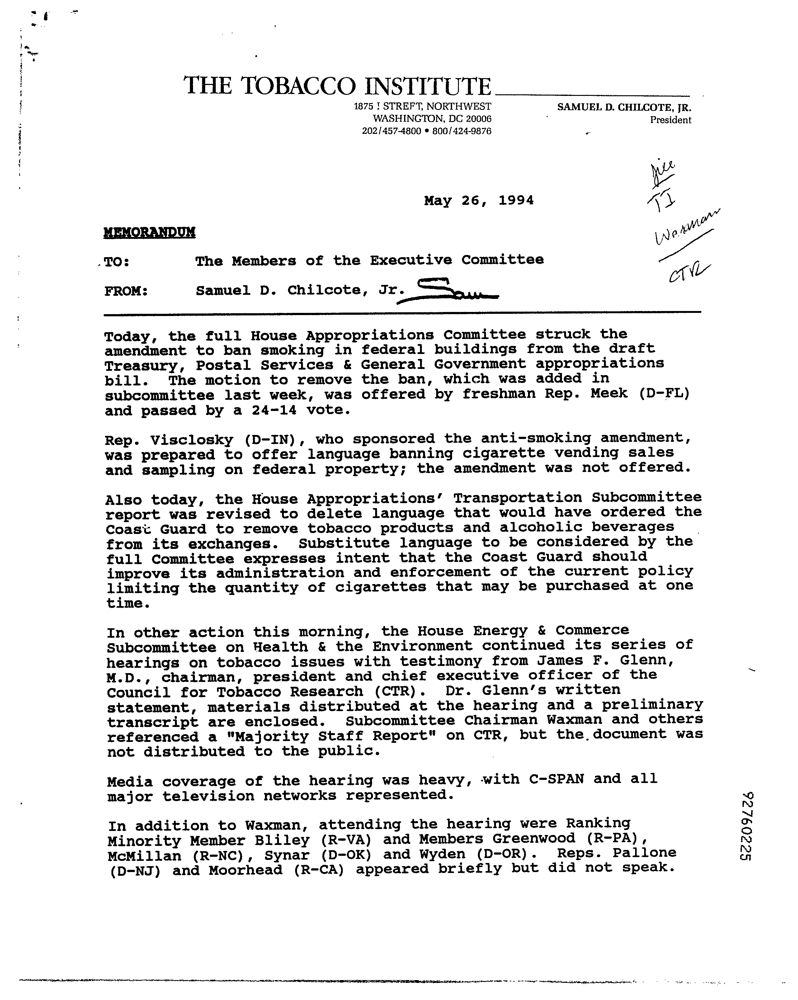 THE TOBACCO INSTITUTE
1875 I STREET, NORTHWEST
WASHINGTON, DC 20006
202/457-4800 • 800/424-9876
SAMUEL D. CHILCOTE, JR.
President
May 26, 1994
TI
Waxman
CTR
MEMORANDUM
TO: The Members of the Executive Committee
FROM: Samuel D. Chilcote, Jr. Sam
Today, the full House Appropriations Committee struck the
amendment to ban smoking in federal buildings from the draft
Treasury, Postal Services & General Government appropriations
bill. The motion to remove the ban, which was added in
subcommittee last week, was offered by freshman Rep. Meek (D-FL)
and passed by a 24-14 vote.
Rep. Visclosky (D-IN), who sponsored the anti-smoking amendment,
was prepared to offer language banning cigarette vending sales
and sampling on federal property; the amendment was not offered.
Also today, the House Appropriations' Transportation Subcommittee
report was revised to delete language that would have ordered the
Coast Guard to remove tobacco products and alcoholic beverages
from its exchanges. Substitute language to be considered by the
full Committee expresses intent that the Coast Guard should
improve its administration and enforcement of the current policy
limiting the quantity of cigarettes that may be purchased at one
time.
In other action this morning, the House Energy & Commerce
Subcommittee on Health & the Environment continued its series of
hearings on tobacco issues with testimony from James F. Glenn,
M.D., chairman, president and chief executive officer of the
Council for Tobacco Research (CTR). Dr. Glenn's written
statement, materials distributed at the hearing and a preliminary
transcript are enclosed. Subcommittee Chairman Waxman and others
referenced a "Majority Staff Report" on CTR, but the document was
not distributed to the public.
Media coverage of the hearing was heavy, with C-SPAN and all
major television networks represented.
In addition to Waxman, attending the hearing were Ranking
Minority Member Bliley (R-VA) and Members Greenwood (R-PA),
McMillan (R-NC), Synar (D-OK) and Wyden (D-OR). Reps. Pallone
(D-NJ) and Moorhead (R-CA) appeared briefly but did not speak.
92760225